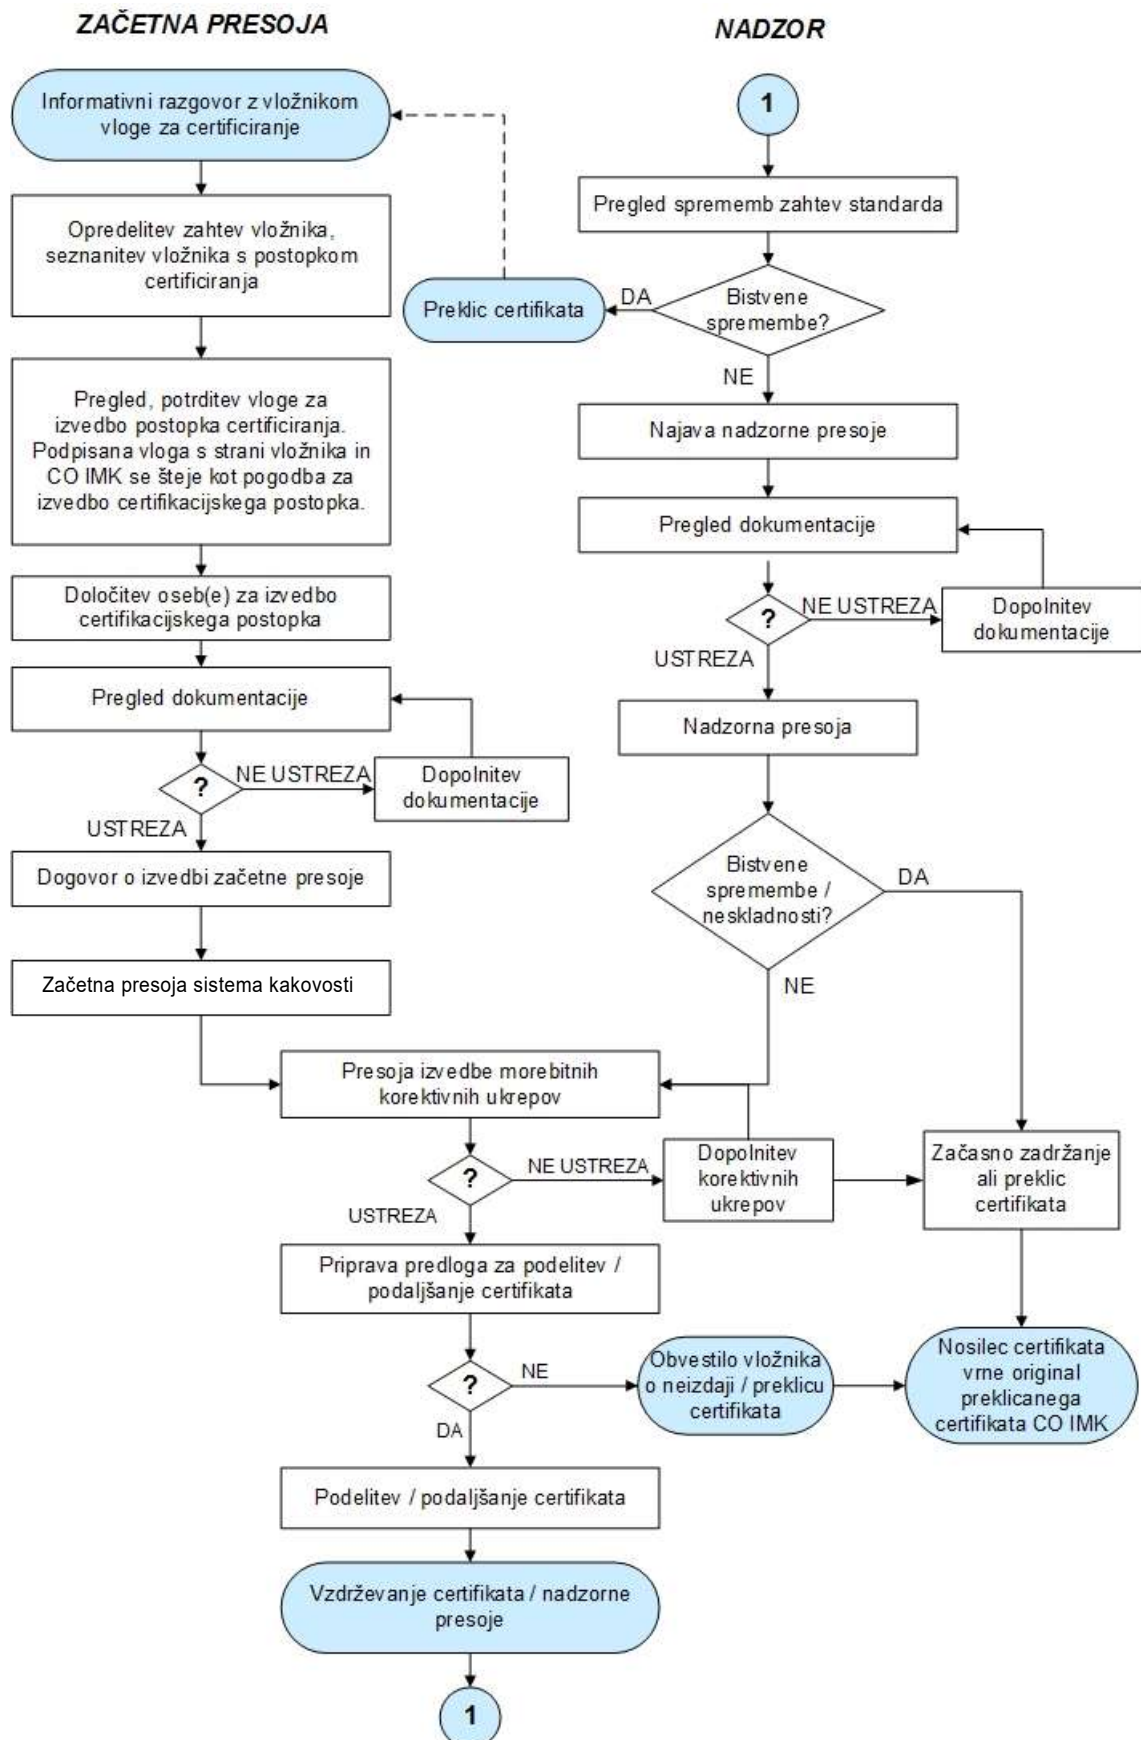 ZAČETNA PRESOJA
Informativni razgovor z vložnikom
vloge za certificiranje
Opredelitev zahtev vložnika,
seznanitev vložnika s postopkom
certificiranja
Pregled, potrditev vloge za
izvedbo postopka certificiranja.
Podpisana vloga s strani vložnika in
CO IMK se šteje kot pogodba za
izvedbo certifikacijskega postopka.
Določitev oseb(e) za izvedbo
certifikacijskega postopka
Pregled dokumentacije
?
NE USTREZA
Dopolnitev
dokumentacije
USTREZA
Dogovor o izvedbi začetne presoje
Začetna presoja sistema kakovosti
NADZOR
1
Pregled sprememb zahtev standarda
Bistvene
spremembe?
DA
Preklic certifikata
NE
Najava nadzorne presoje
Pregled dokumentacije
?
NE USTREZA
Dopolnitev
dokumentacije
USTREZA
Nadzorna presoja
Bistvene
spremembe /
neskladnosti?
DA
NE
Presoja izvedbe morebitnih
korektivnih ukrepov
?
NE USTREZA
Dopolnitev
korektivnih
ukrepov
Začasno zadržanje
ali preklic
certifikata
USTREZA
Priprava predloga za podelitev /
podaljšanje certifikata
?
NE
Obvestilo vložnika
o neizdaji / preklicu
certifikata
Nosilec certifikata
vrne original
preklicanega
certifikata CO IMK
DA
Podelitev / podaljšanje certifikata
Vzdrževanje certifikata / nadzorne
presoje
1